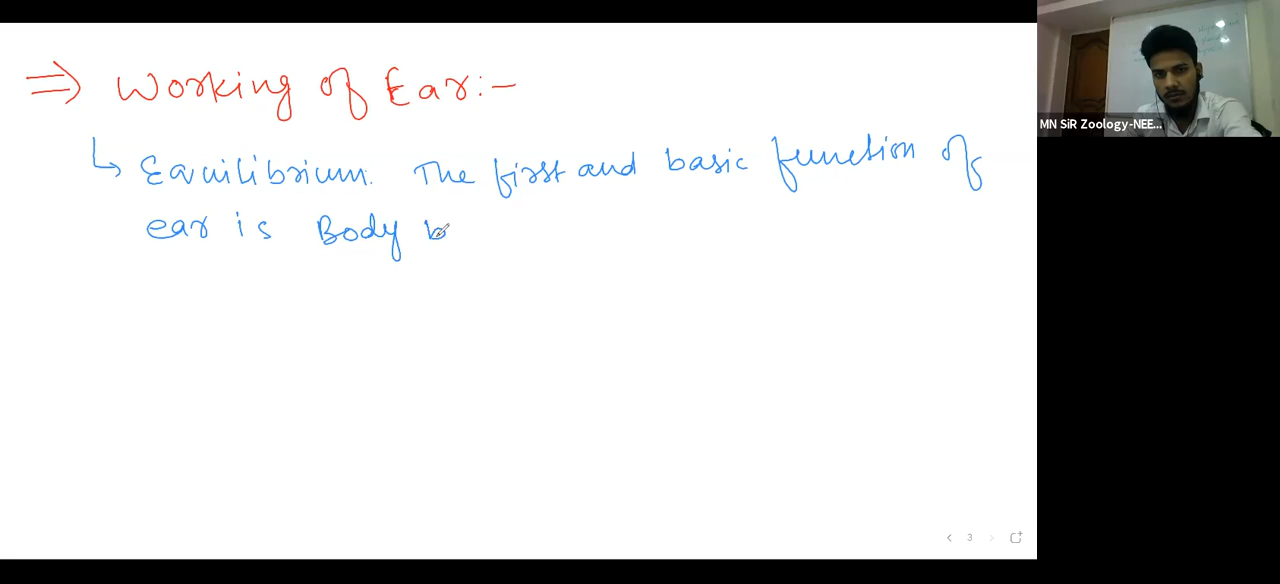 ⇒ Working of Ear:-
↳ Equilibrium. The first and basic function of
ear is Body b
MN SiR Zoology-NEE...
3